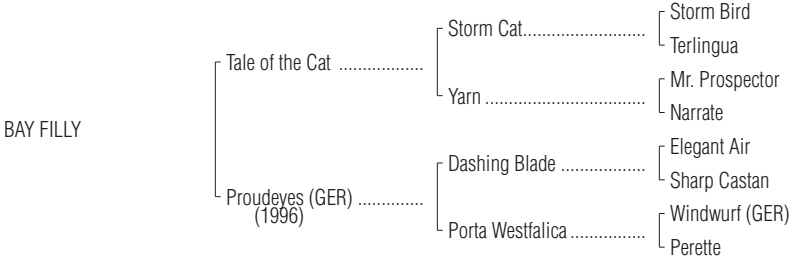 Storm Bird
Storm Cat..........................
Terlingua
Tale of the Cat ..................
Mr. Prospector
Yarn ..................................
Narrate
BAY FILLY
Elegant Air
Dashing Blade ..................
Sharp Castan
Proudeyes (GER) ..............
(1996)
Windwurf (GER)
Porta Westfalica ................
Perette